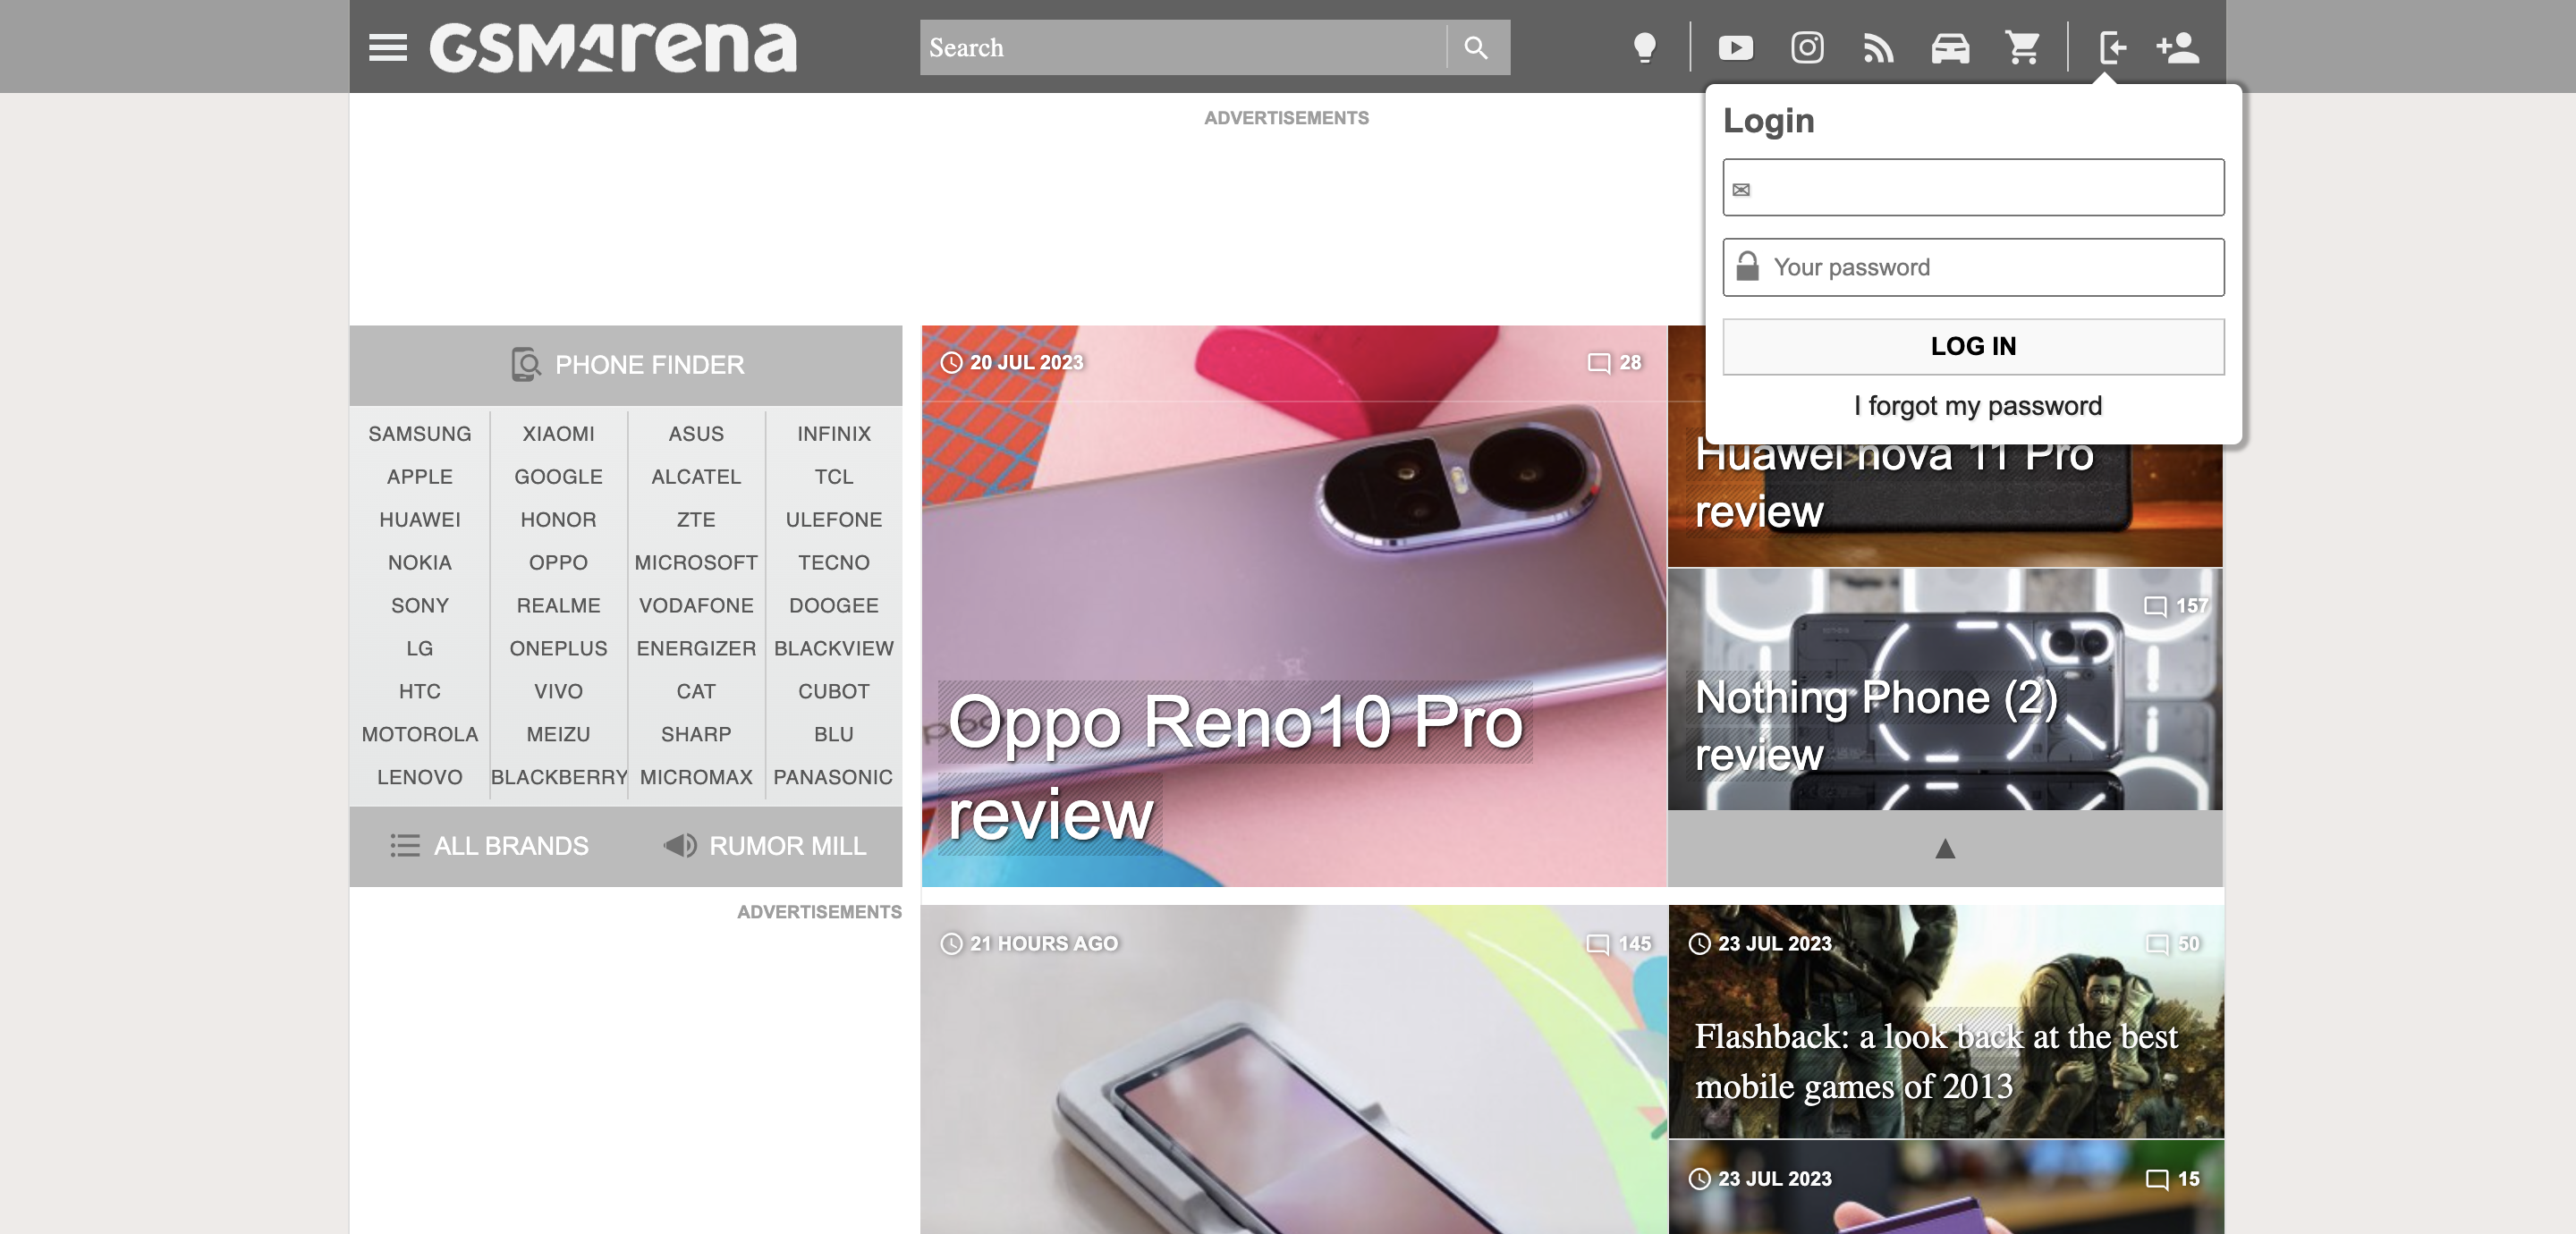 GSMArena
Search
ADVERTISEMENTS
Login
Your password
LOG IN
I forgot my password
PHONE FINDER
SAMSUNG XIAOMI ASUS INFINIX
APPLE GOOGLE ALCATEL TCL
HUAWEI HONOR ZTE ULEFONE
NOKIA OPPO MICROSOFT TECNO
SONY REALME VODAFONE DOOGEE
LG ONEPLUS ENERGIZER BLACKVIEW
HTC VIVO CAT CUBOT
MOTOROLA MEIZU SHARP BLU
LENOVO BLACKBERRY MICROMAX PANASONIC
ALL BRANDS RUMOR MILL
ADVERTISEMENTS
20 JUL 2023 28
Oppo Reno10 Pro
review
Huawei nova 11 Pro
review
157
Nothing Phone (2)
review
21 HOURS AGO 145
23 JUL 2023 50
Flashback: a look back at the best
mobile games of 2013
23 JUL 2023 15